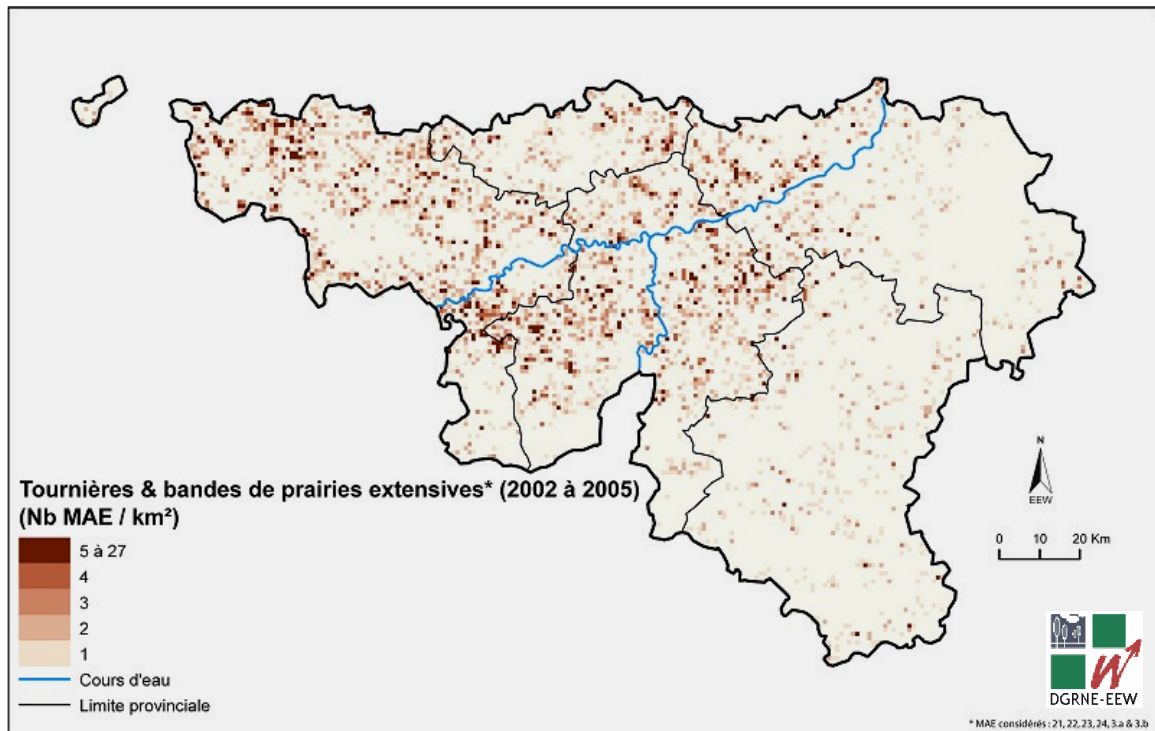 Tournières & bandes de prairies extensives* (2002 à 2005)
(Nb MAE / km²)
5 à 27
4
3
2
1
Cours d'eau
Limite provinciale
N
EEW
0 10 20 Km
W
DGRNE-EEW
* MAE considérés : 21, 22, 23, 24, 3.a & 3.b